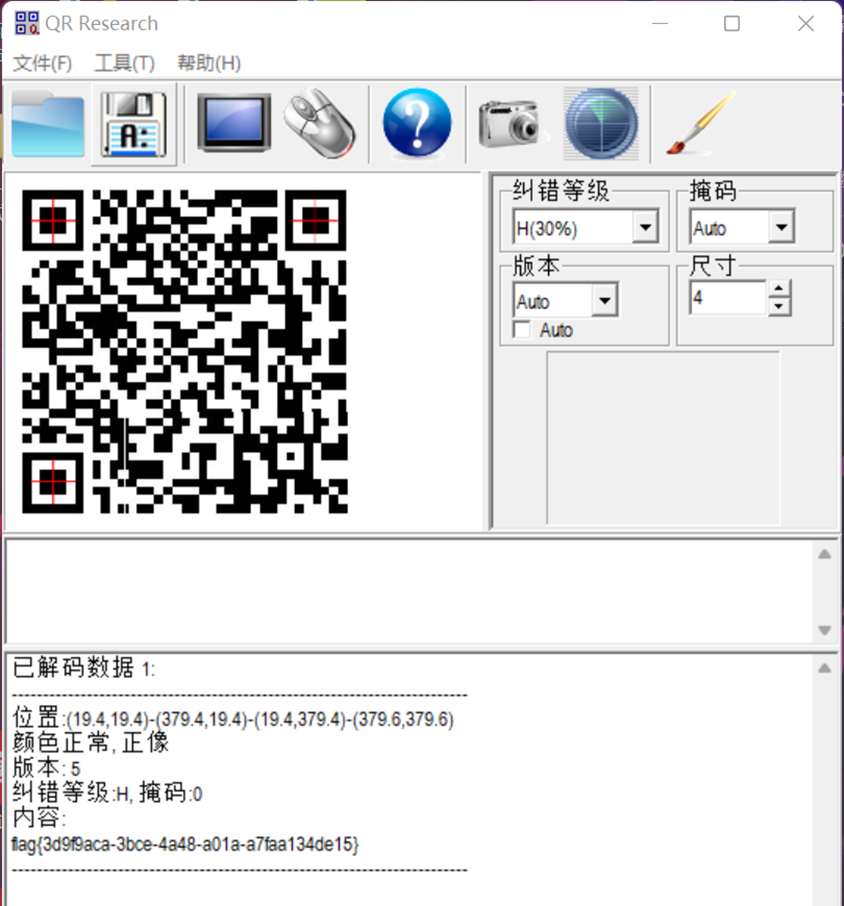 QR Research
文件(F) 工具(T) 帮助(H)
A:
纠错等级 掩码
H(30%) Auto
版本 尺寸
Auto 4
Auto
已解码数据 1:
---------------------------------------------------------------------------
位置:(19.4,19.4)-(379.4,19.4)-(19.4,379.4)-(379.6,379.6)
颜色正常, 正像
版本: 5
纠错等级:H, 掩码:0
内容:
flag{3d9f9aca-3bce-4a48-a01a-a7faa134de15}
---------------------------------------------------------------------------